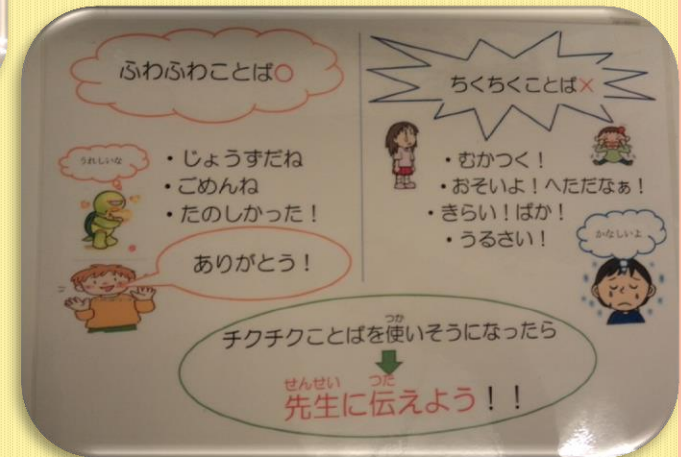 ふわふわことば○
うれしいな
・じょうずだね
・ごめんね
・たのしかった！
ありがとう！
ちくちくことば×
・むかつく！
・おそいよ！へただなぁ！
・きらい！ばか！
・うるさい！
かなしいよ
チクチクことばを使いそうになったら
つか
先生に伝えよう！！
せんせい つた